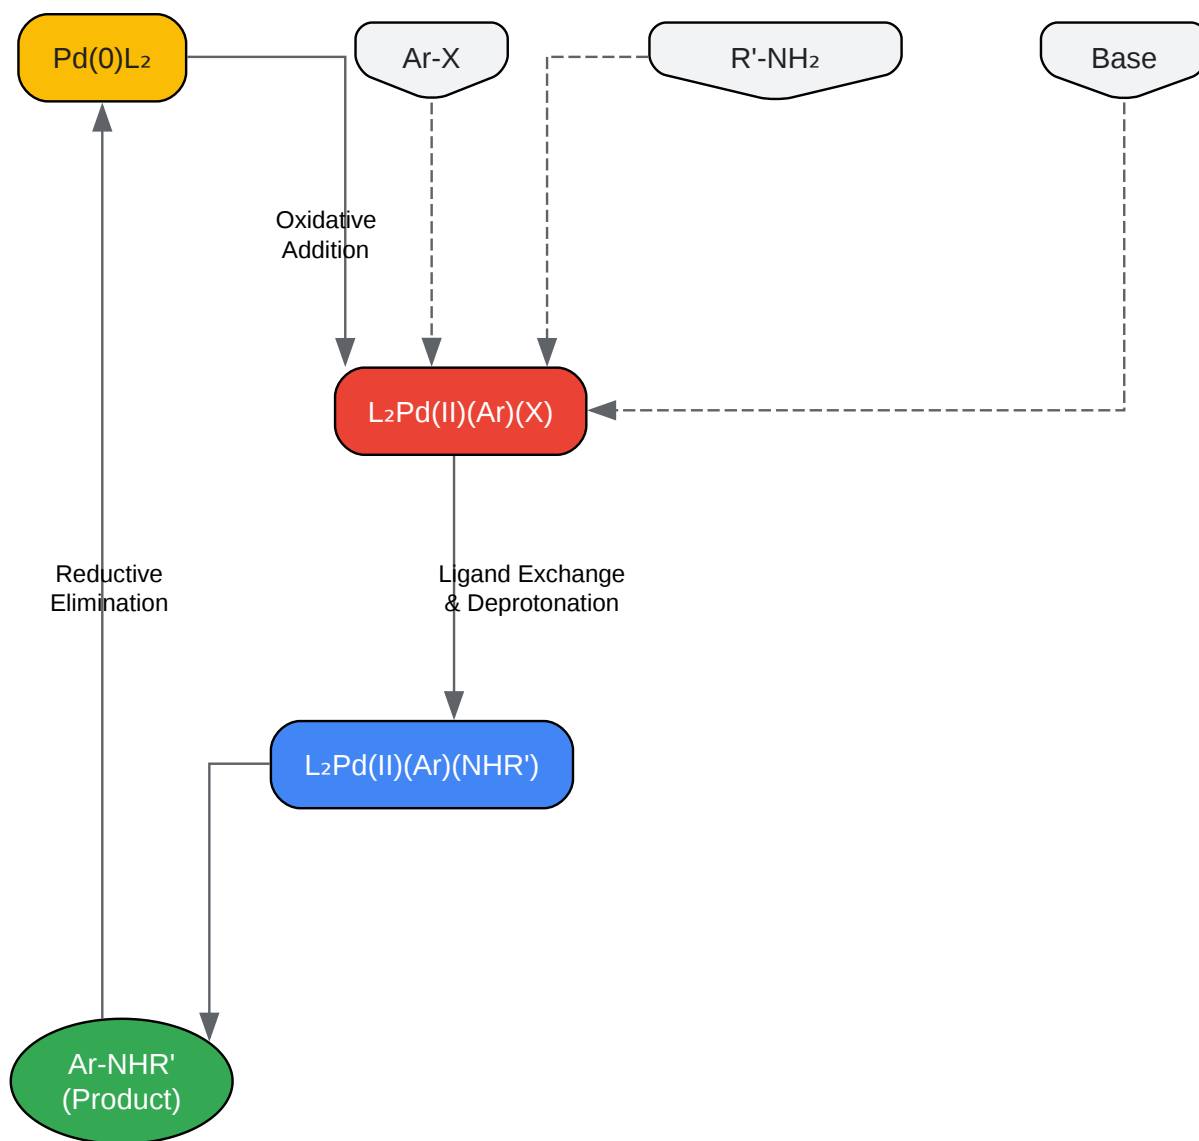 Pd(0)L₂
Ar-X
R'-NH₂
Base
Oxidative
Addition
L₂Pd(II)(Ar)(X)
Reductive
Elimination
Ligand Exchange
& Deprotonation
L₂Pd(II)(Ar)(NHR')
Ar-NHR'
(Product)